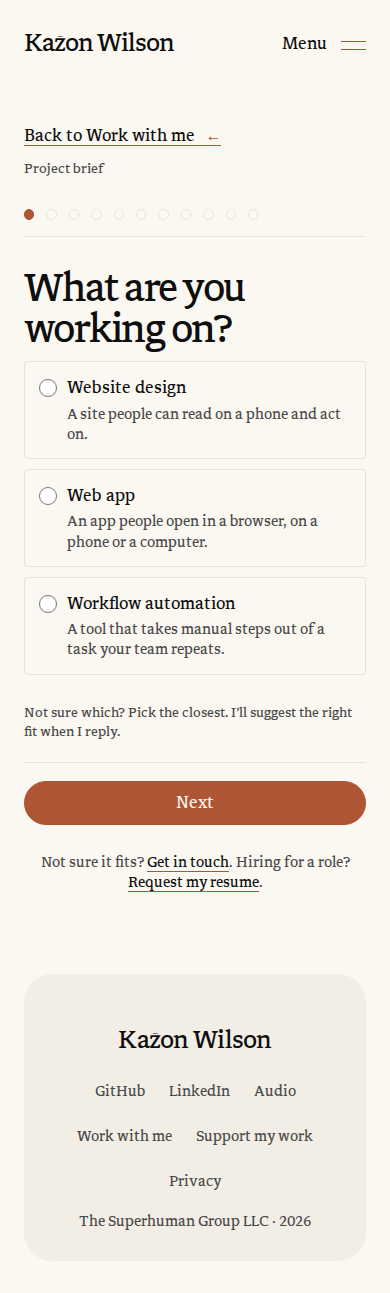 Każon Wilson
Menu
Back to Work with me ←
Project brief
What are you
working on?
Website design
A site people can read on a phone and act
on.
Web app
An app people open in a browser, on a
phone or a computer.
Workflow automation
A tool that takes manual steps out of a
task your team repeats.
Not sure which? Pick the closest. I’ll suggest the right
fit when I reply.
Next
Not sure it fits? Get in touch. Hiring for a role?
Request my resume.
Każon Wilson
GitHub LinkedIn Audio
Work with me Support my work
Privacy
The Superhuman Group LLC · 2026